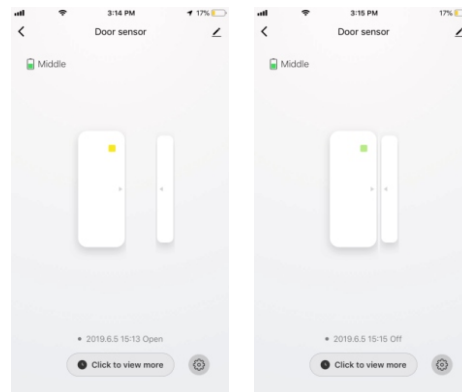 3:14 PM 17%
Door sensor
Middle
2019.6.5 15:13 Open
Click to view more
3:15 PM 17%
Door sensor
Middle
2019.6.5 15:15 Off
Click to view more